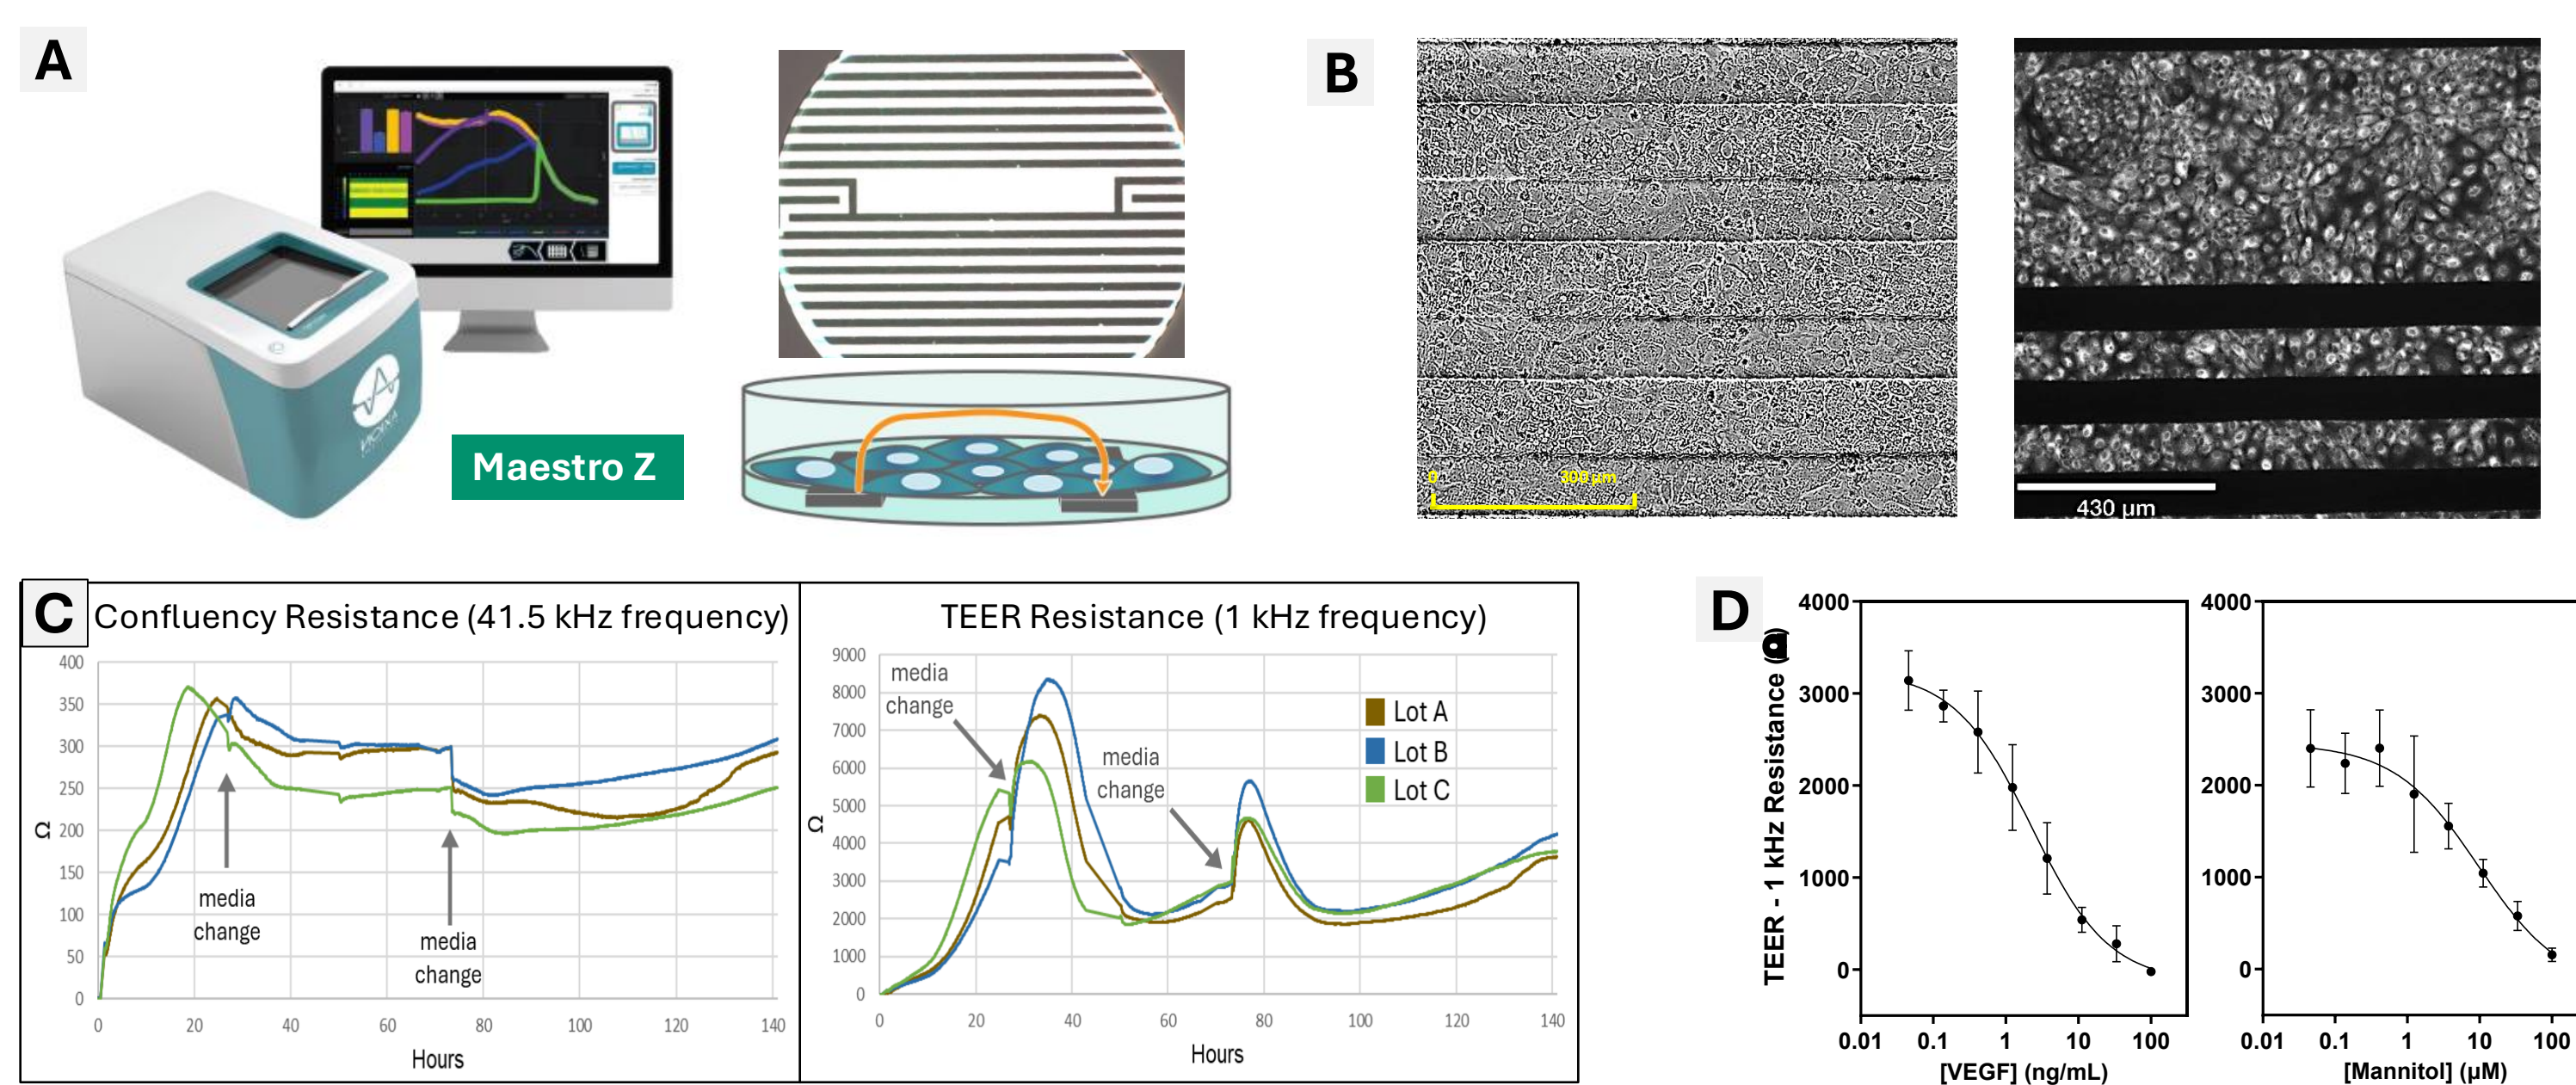 A
Maestro Z
B
0
300 µm
430 µm
C
Confluency Resistance (41.5 kHz frequency)
400
350
300
250
200
150
100
50
0
Ω
media
change
media
change
0
20
40
60
80
100
120
140
Hours
TEER Resistance (1 kHz frequency)
9000
8000
7000
6000
5000
4000
3000
2000
1000
0
Ω
media
change
media
change
Lot A
Lot B
Lot C
0
20
40
60
80
100
120
140
Hours
D
TEER - 1 kHz Resistance
4000
3000
2000
1000
0
0.01
0.1
1
10
100
[VEGF] (ng/mL)
4000
3000
2000
1000
0
0.01
0.1
1
10
100
[Mannitol] (µM)